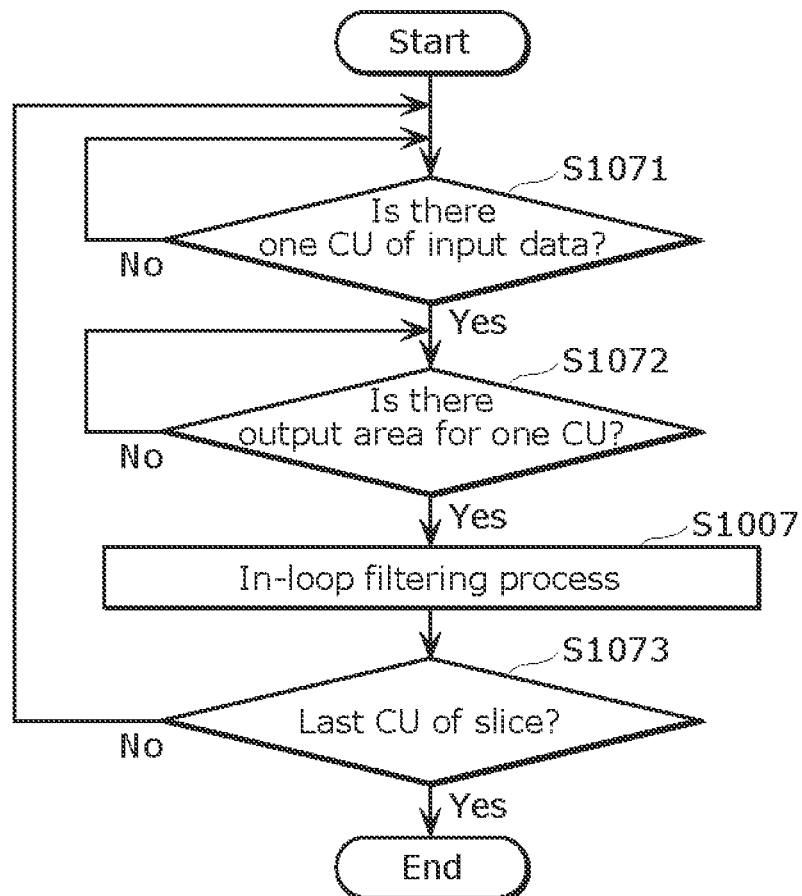 Start
S1071
Is there
one CU of input data?
No
Yes
S1072
Is there
output area for one CU?
No
Yes
S1007
In-loop filtering process
S1073
Last CU of slice?
No
Yes
End